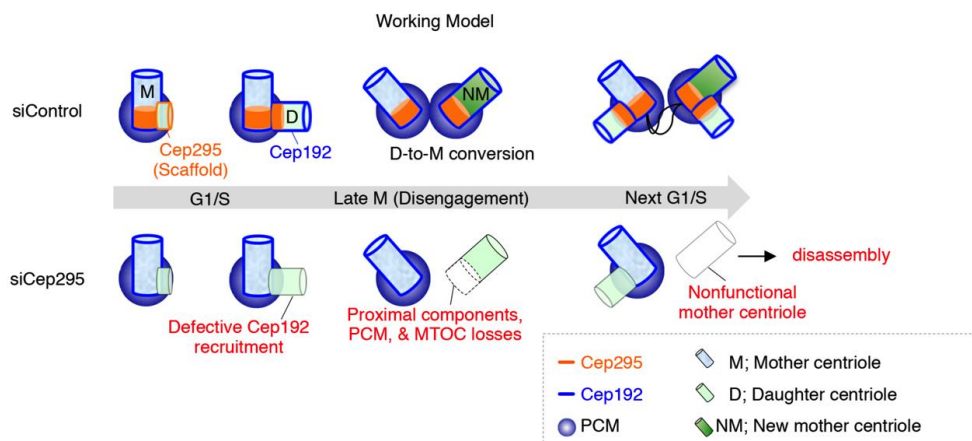 Working Model
siControl
M
Cep295
(Scaffold)
D
Cep192
NM
D-to-M conversion
G1/S
Late M (Disengagement)
Next G1/S
siCep295
Defective Cep192
recruitment
Proximal components,
PCM, & MTOC losses
disassembly
Nonfunctional
mother centriole
Cep295
Cep192
PCM
M; Mother centriole
D; Daughter centriole
NM; New mother centriole